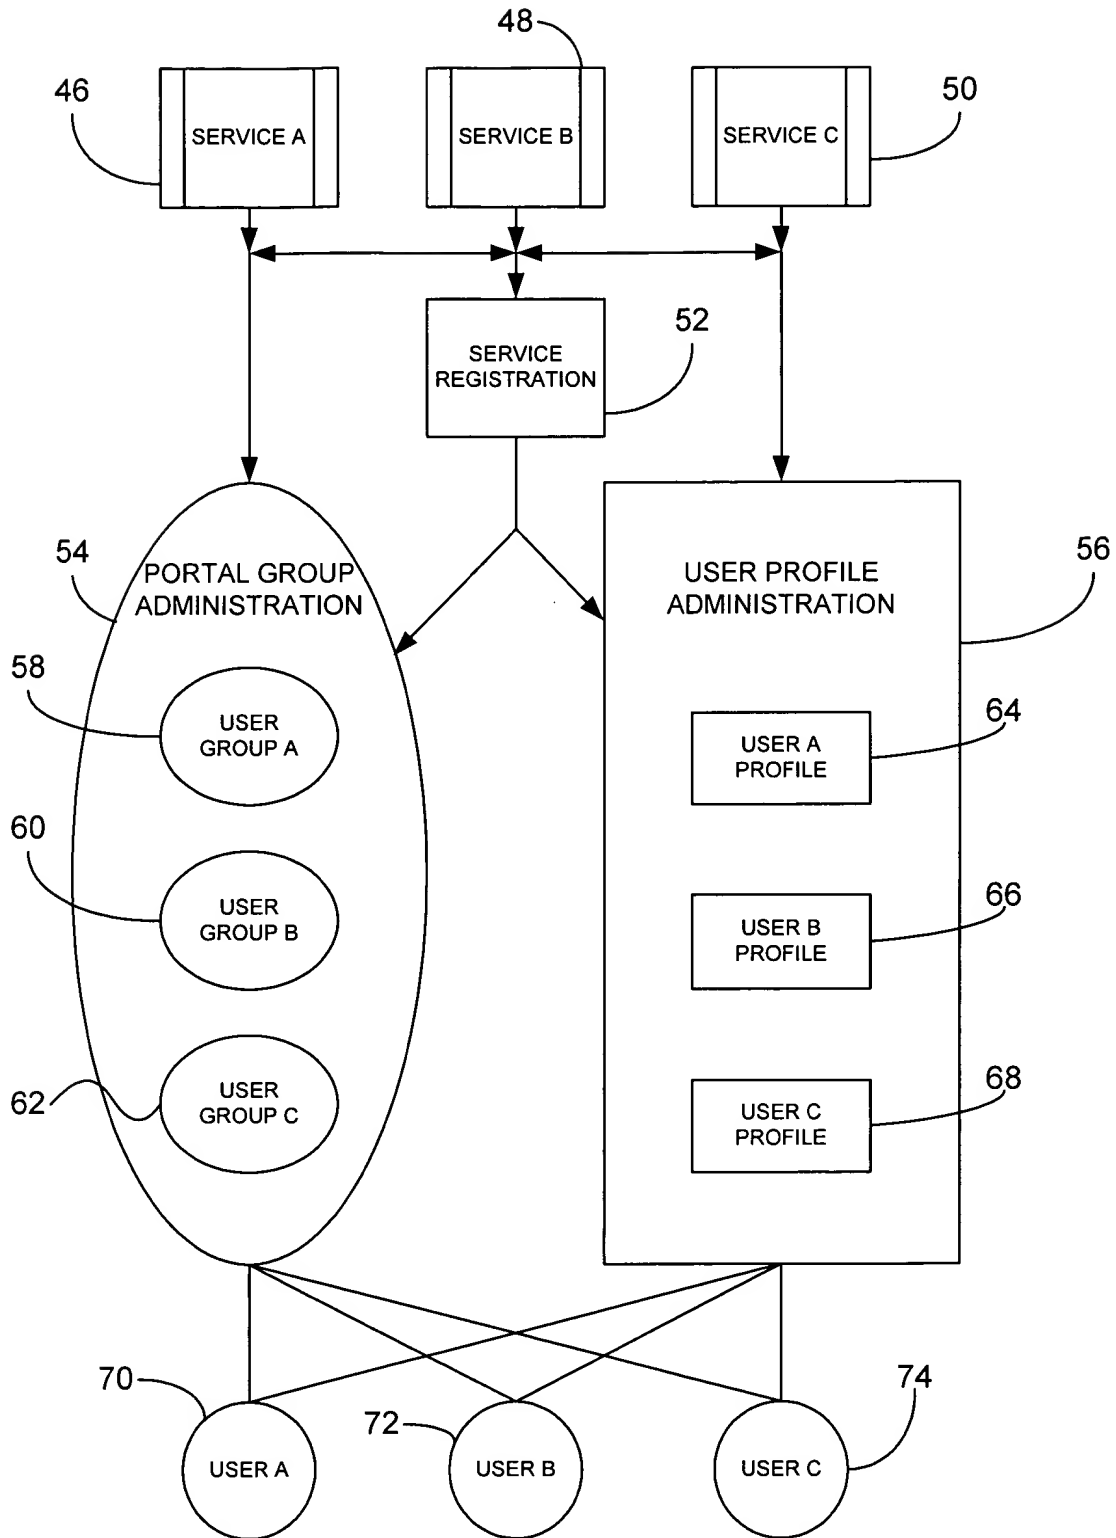 48
46
50
SERVICE A
SERVICE B
SERVICE C
52
SERVICE
REGISTRATION
54
56
PORTAL GROUP
ADMINISTRATION
USER PROFILE
ADMINISTRATION
58
USER
GROUP A
64
USER A
PROFILE
60
USER
GROUP B
66
USER B
PROFILE
62
USER
GROUP C
68
USER C
PROFILE
70
72
74
USER A
USER B
USER C